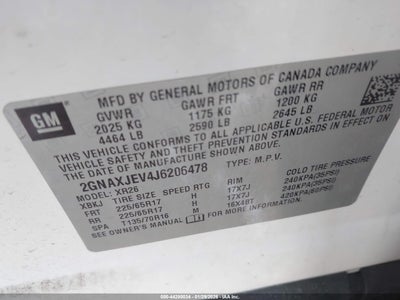 GM
MFD BY GENERAL MOTORS OF CANADA COMPANY
GVWR GAWR FRT GAWR RR
2025 KG 1175 KG 1200 KG
4464 LB 2590 LB 2645 LB
THIS VEHICLE CONFORMS TO ALL APPLICABLE U.S. FEDERAL MOTOR
VEHICLE SAFETY AND THEFT PREVENTION STANDARDS IN EFFECT ON THE DATE OF
MANUFACTURE SHOWN ABOVE.
2GNAXJEV4J6206478 TYPE: M.P.V.
MODEL: XR26
XBKJ TIRE SIZE SPEED RTG RIM
FRT 225/65R17 H 17X7J 240KPA(35PSI)
RR 225/65R17 H 17X7J 240KPA(35PSI)
SPA T135/70R16 M 16X4BT 420KPA(60PSI)
SEE OWNER'S MANUAL FOR MORE INFORMATION.